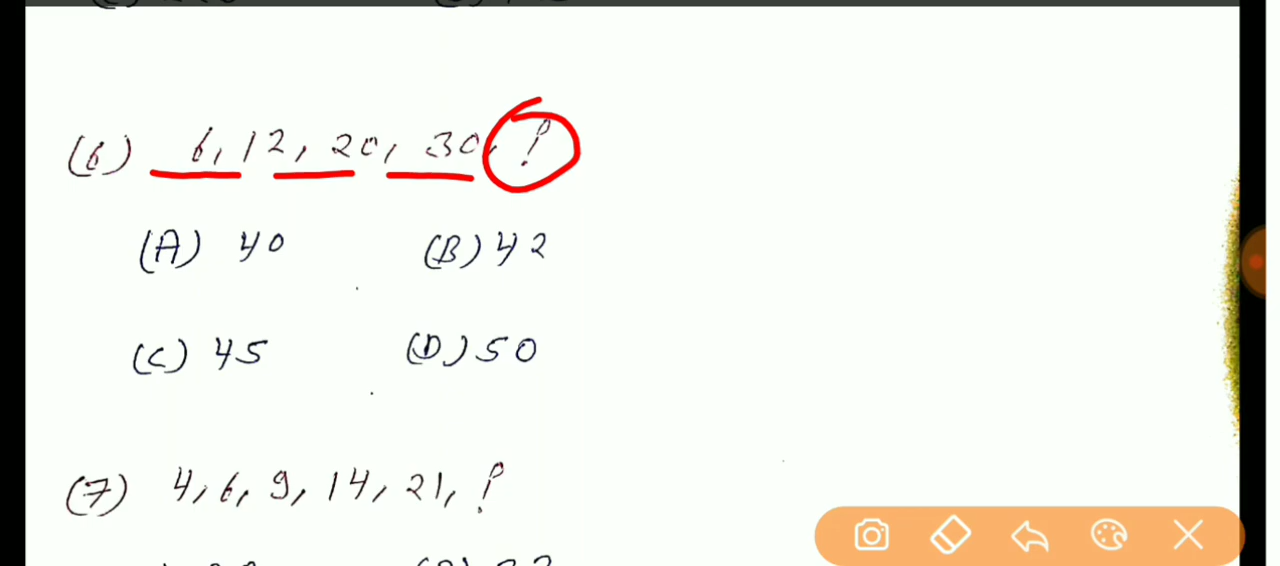 (6) 6, 12, 20, 30, ?
(A) 40 (B) 42
(C) 45 (D) 50
(7) 4, 6, 9, 14, 21, ?